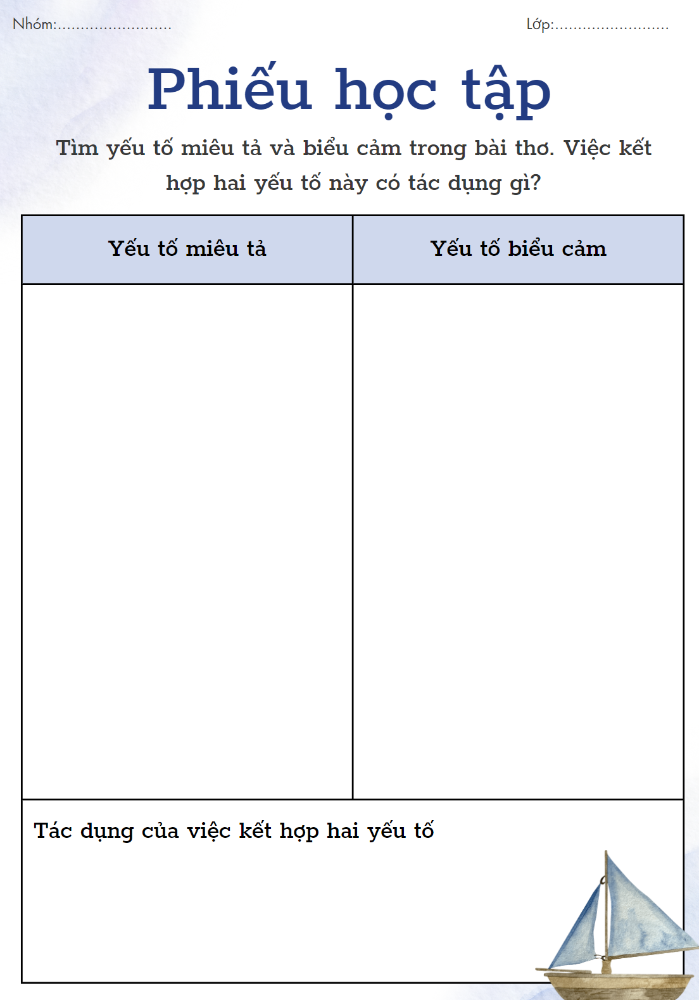 Nhóm:.........................
Lớp:.........................
Phiếu học tập
Tìm yếu tố miêu tả và biểu cảm trong bài thơ. Việc kết
hợp hai yếu tố này có tác dụng gì?
Yếu tố miêu tả
Yếu tố biểu cảm
Tác dụng của việc kết hợp hai yếu tố